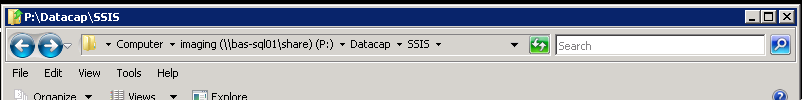 P:\Datacap\SSIS
Computer imaging (\\bas-sql01\share) (P:) Datacap SSIS Search
File Edit View Tools Help
Organize Views Explore